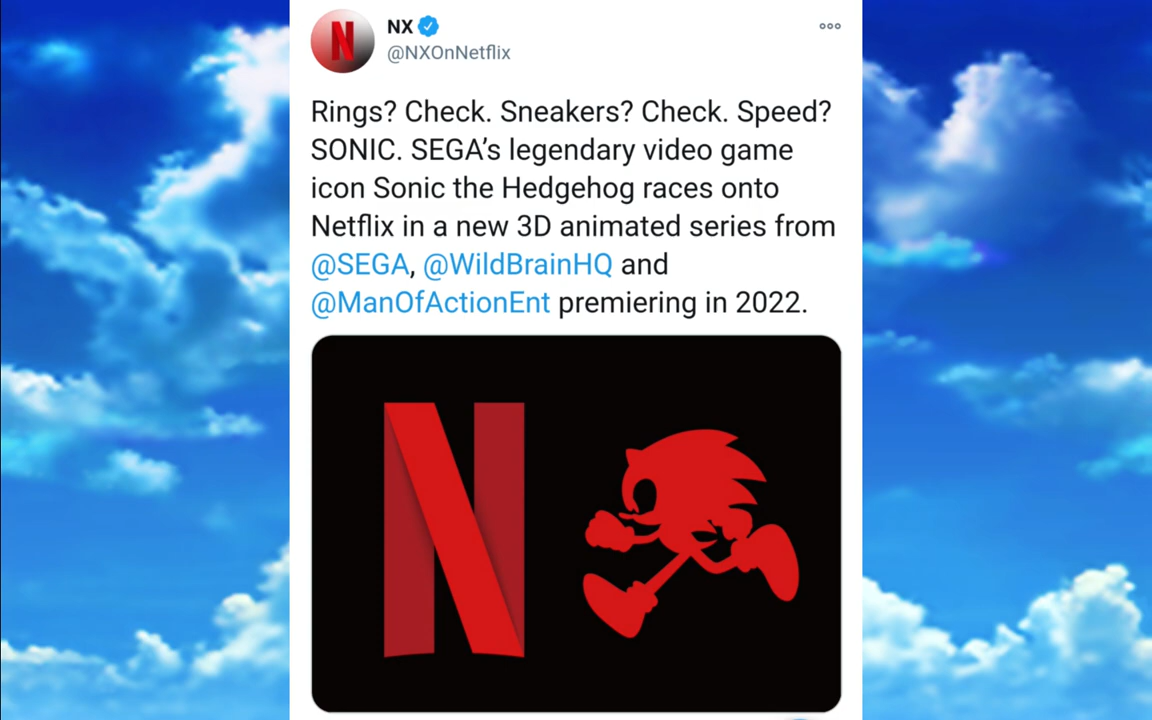 N
NX
@NXOnNetflix
Rings? Check. Sneakers? Check. Speed?
SONIC. SEGA’s legendary video game
icon Sonic the Hedgehog races onto
Netflix in a new 3D animated series from
@SEGA, @WildBrainHQ and
@ManOfActionEnt premiering in 2022.
N